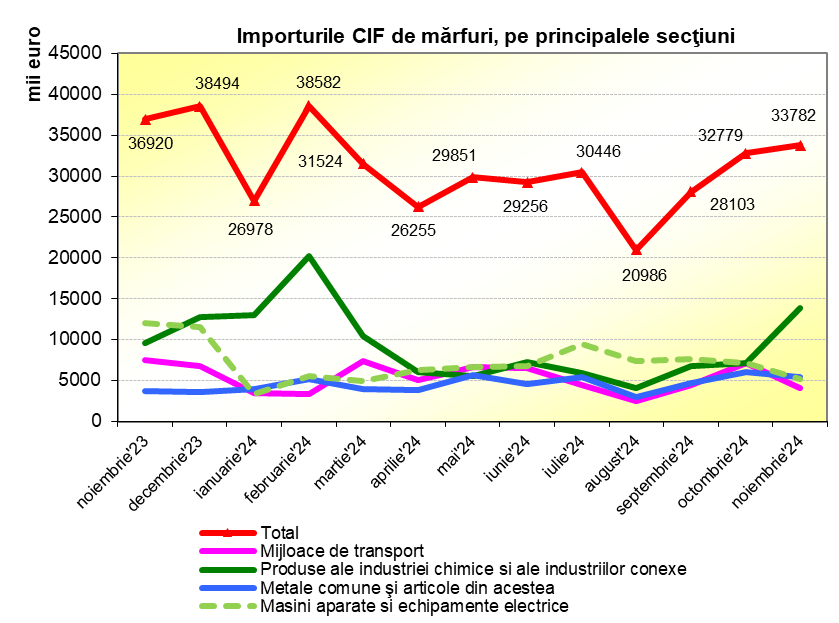 Importurile CIF de mărfuri, pe principalele secţiuni
mii euro
45000
40000
35000
30000
25000
20000
15000
10000
5000
0
36920
38494
26978
38582
31524
26255
29851
29256
30446
20986
28103
32779
33782
noiembrie'23
decembrie'23
ianuarie'24
februarie'24
martie'24
aprilie'24
mai'24
iunie'24
iulie'24
august'24
septembrie'24
octombrie'24
noiembrie'24
Total
Mijloace de transport
Produse ale industriei chimice si ale industriilor conexe
Metale comune şi articole din acestea
Masini aparate si echipamente electrice